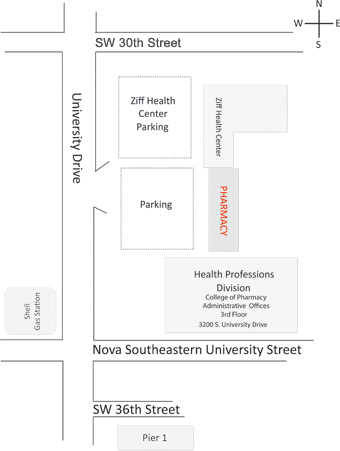 N
W E
S
SW 30th Street
University Drive
Ziff Health
Center
Parking
Ziff Health Center
Parking
PHARMACY
Health Professions
Division
College of Pharmacy
Administrative Offices
3rd Floor
3200 S. University Drive
Shell
Gas Station
Nova Southeastern University Street
SW 36th Street
Pier 1